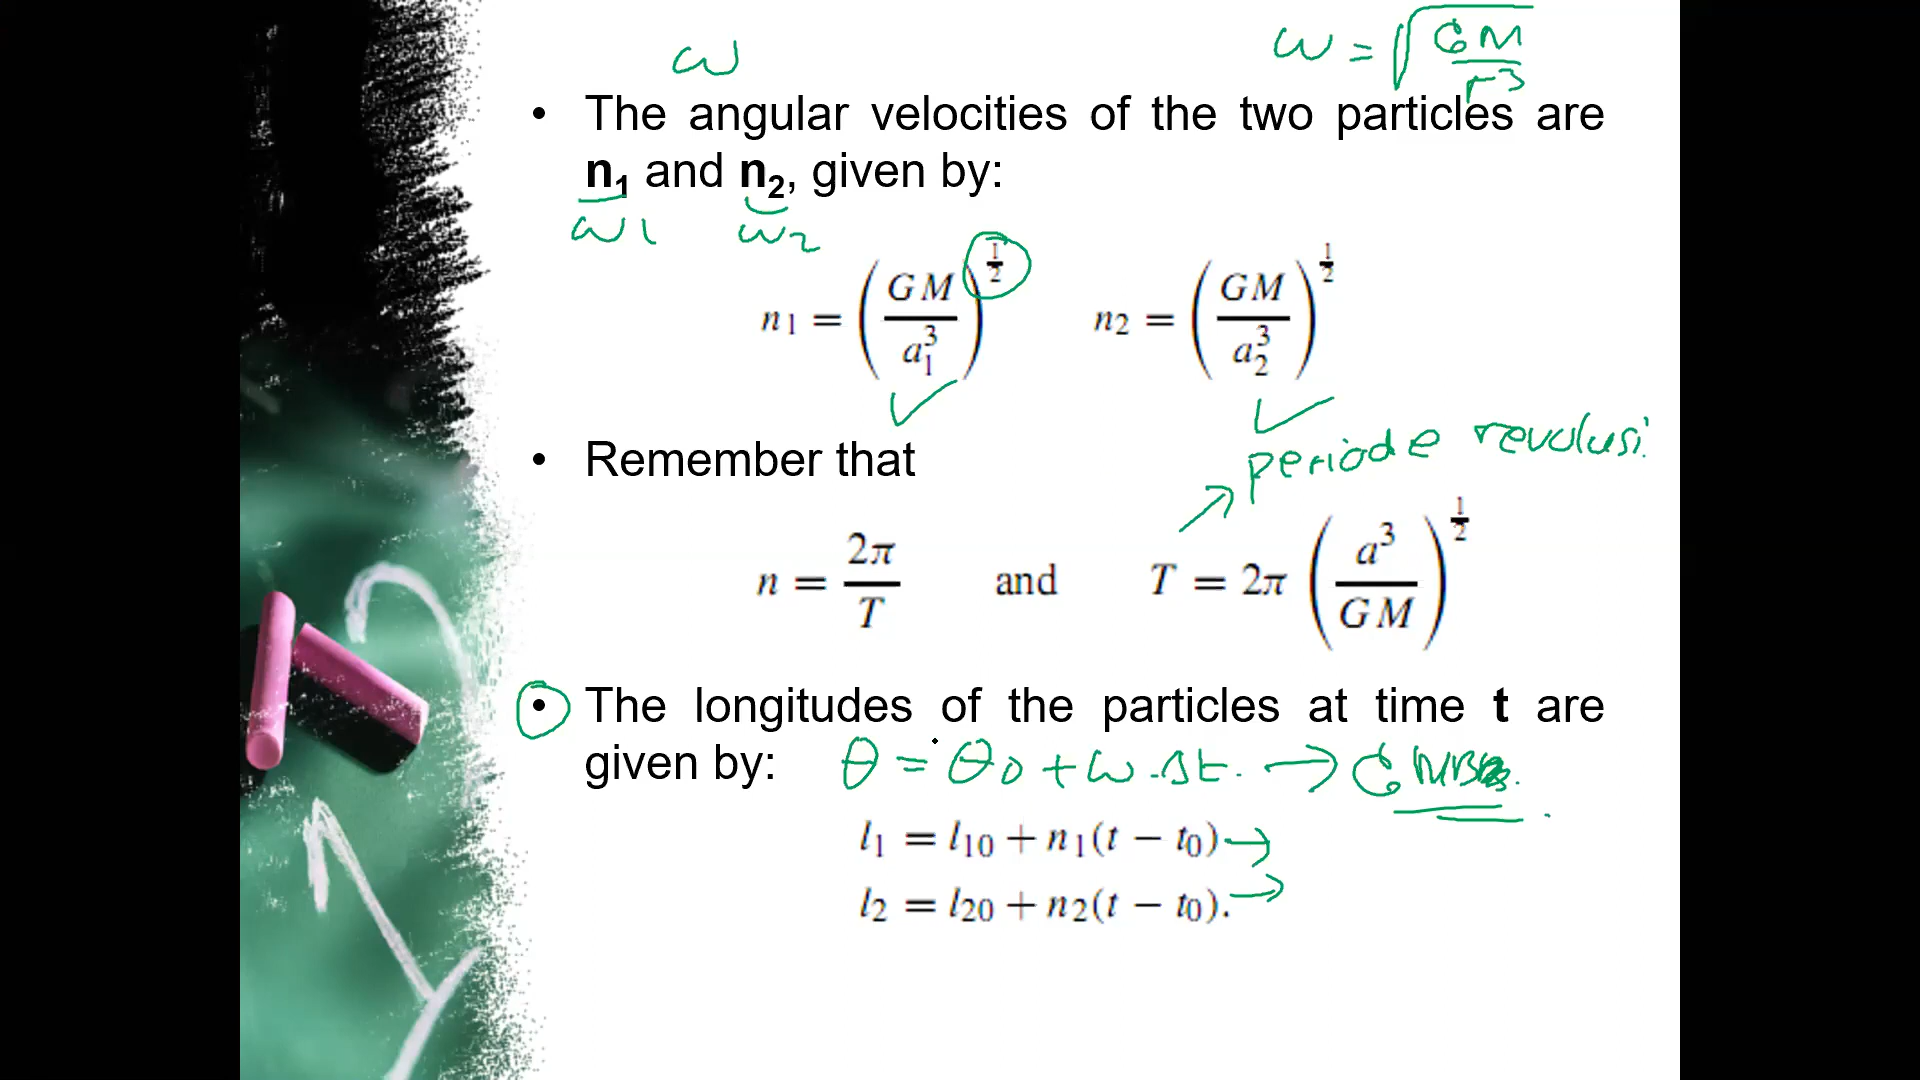 ω
ω = √GM/r³
• The angular velocities of the two particles are
n₁ and n₂, given by:
ω1 ω2
n₁ = (GM/a₁³)^½ n₂ = (GM/a₂³)^½
periode revolusi
• Remember that
n = 2π/T and T = 2π (a³/GM)^½
• The longitudes of the particles at time t are
given by: θ = θ₀ + ω . Δt. → GMB
l₁ = l₁₀ + n₁(t − t₀) →
l₂ = l₂₀ + n₂(t − t₀). →